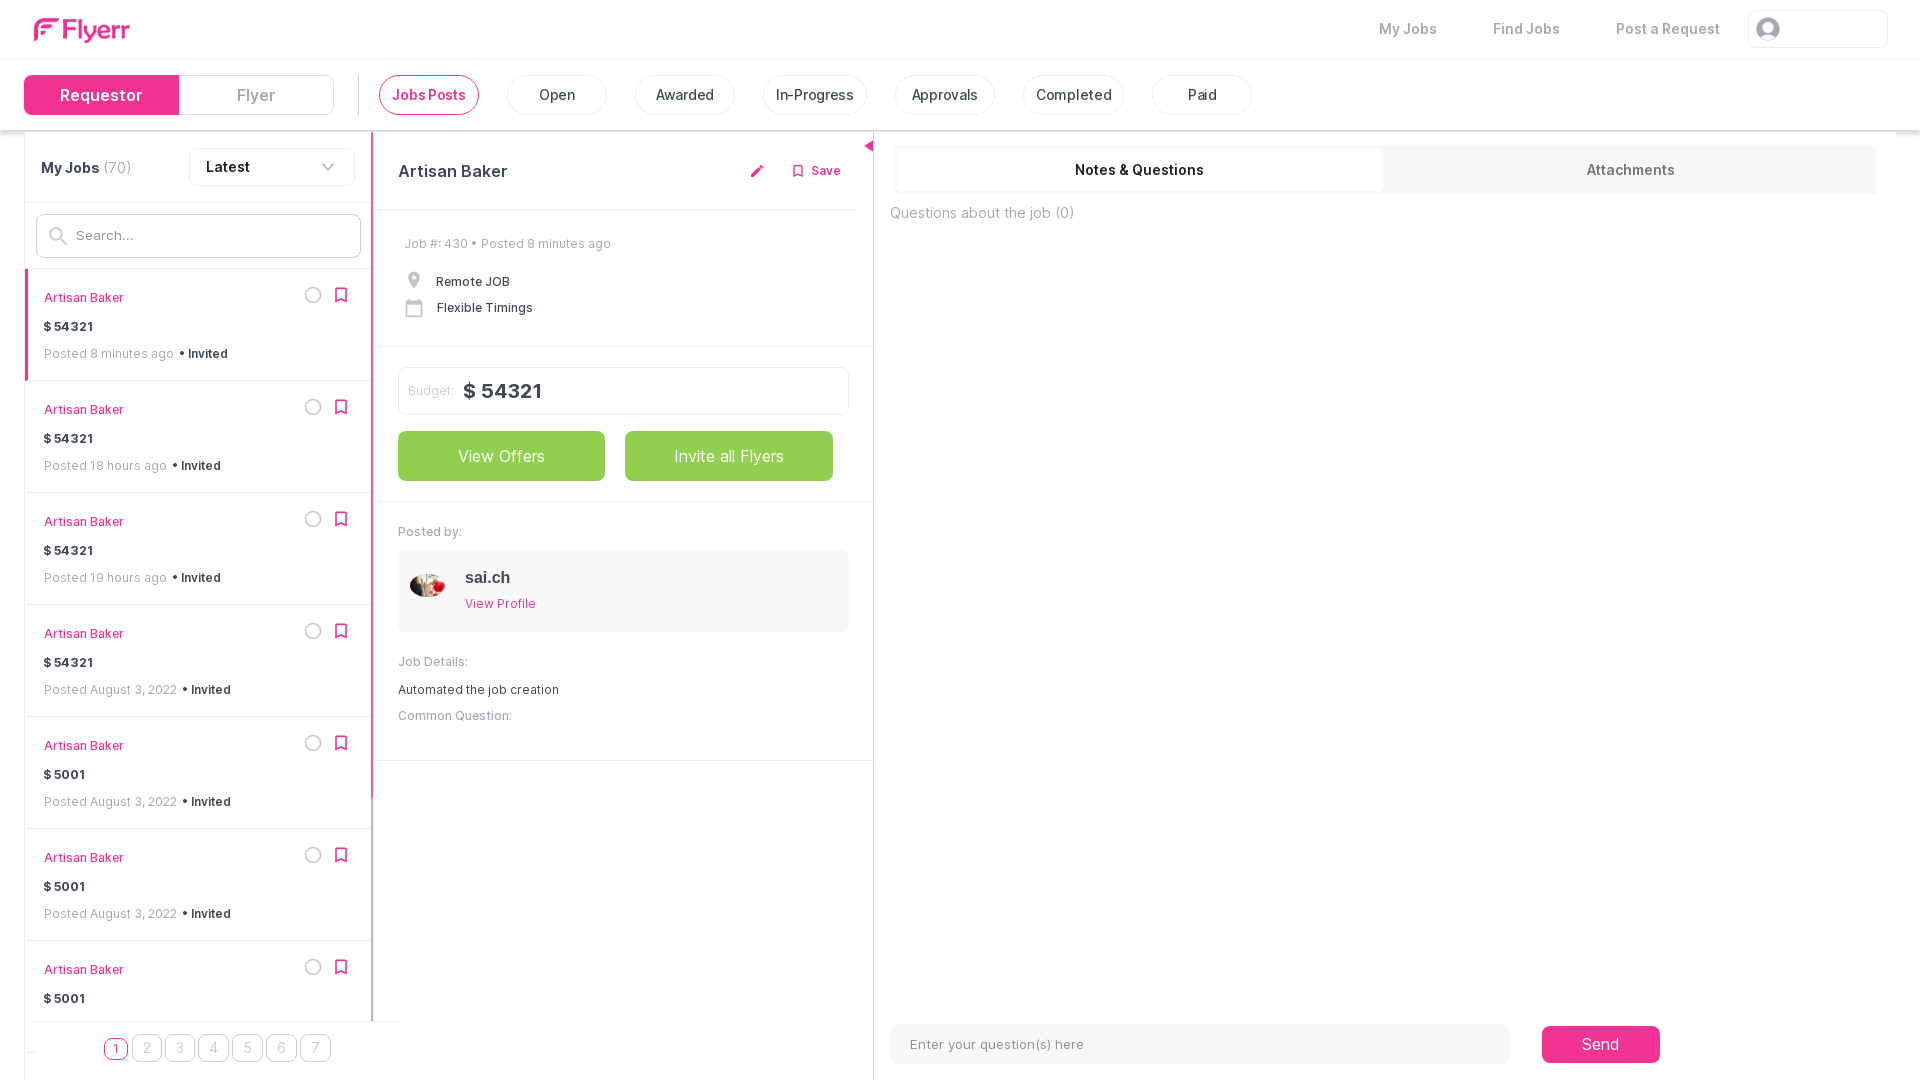 Flyerr
My Jobs
Find Jobs
Post a Request
Requestor
Flyer
Jobs Posts
Open
Awarded
In-Progress
Approvals
Completed
Paid
My Jobs (70)
Latest
Search...
Artisan Baker
$ 54321
Posted 8 minutes ago • Invited
Artisan Baker
$ 54321
Posted 18 hours ago • Invited
Artisan Baker
$ 54321
Posted 19 hours ago • Invited
Artisan Baker
$ 54321
Posted August 3, 2022 • Invited
Artisan Baker
$ 5001
Posted August 3, 2022 • Invited
Artisan Baker
$ 5001
Posted August 3, 2022 • Invited
Artisan Baker
$ 5001
1 2 3 4 5 6 7
Artisan Baker
Save
Job #: 430 • Posted 8 minutes ago
Remote JOB
Flexible Timings
Budget: $ 54321
View Offers
Invite all Flyers
Posted by:
sai.ch
View Profile
Job Details:
Automated the job creation
Common Question:
Notes & Questions
Attachments
Questions about the job (0)
Enter your question(s) here
Send